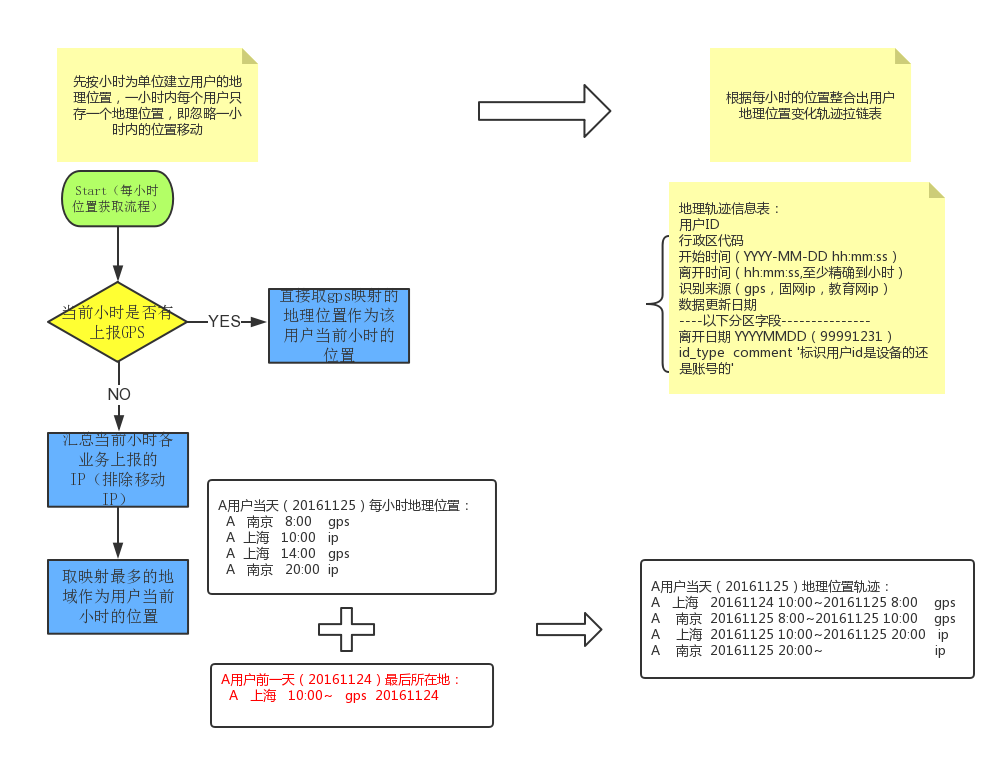 先按小时为单位建立用户的地
理位置，一小时内每个用户只
存一个地理位置，即忽略一小
时内的位置移动
根据每小时的位置整合出用户
地理位置变化轨迹拉链表
Start（每小时
位置获取流程）
当前小时是否有
上报GPS
YES
直接取gps映射的
地理位置作为该
用户当前小时的
位置
NO
汇总当前小时各
业务上报的
IP（排除移动
IP）
取映射最多的地
域作为用户当前
小时的位置
地理轨迹信息表：
用户ID
行政区代码
开始时间（YYYY-MM-DD hh:mm:ss）
离开时间（hh:mm:ss,至少精确到小时）
识别来源（gps，固网ip，教育网ip）
数据更新日期
----以下分区字段---------------
离开日期 YYYYMMDD（99991231）
id_type comment '标识用户id是设备的还
是账号的'
A用户当天（20161125）每小时地理位置：
A 南京 8:00 gps
A 上海 10:00 ip
A 上海 14:00 gps
A 南京 20:00 ip
A用户前一天（20161124）最后所在地：
A 上海 10:00~ gps 20161124
A用户当天（20161125）地理位置轨迹：
A 上海 20161124 10:00~20161125 8:00 gps
A 南京 20161125 8:00~20161125 10:00 gps
A 上海 20161125 10:00~20161125 20:00 ip
A 南京 20161125 20:00~ ip